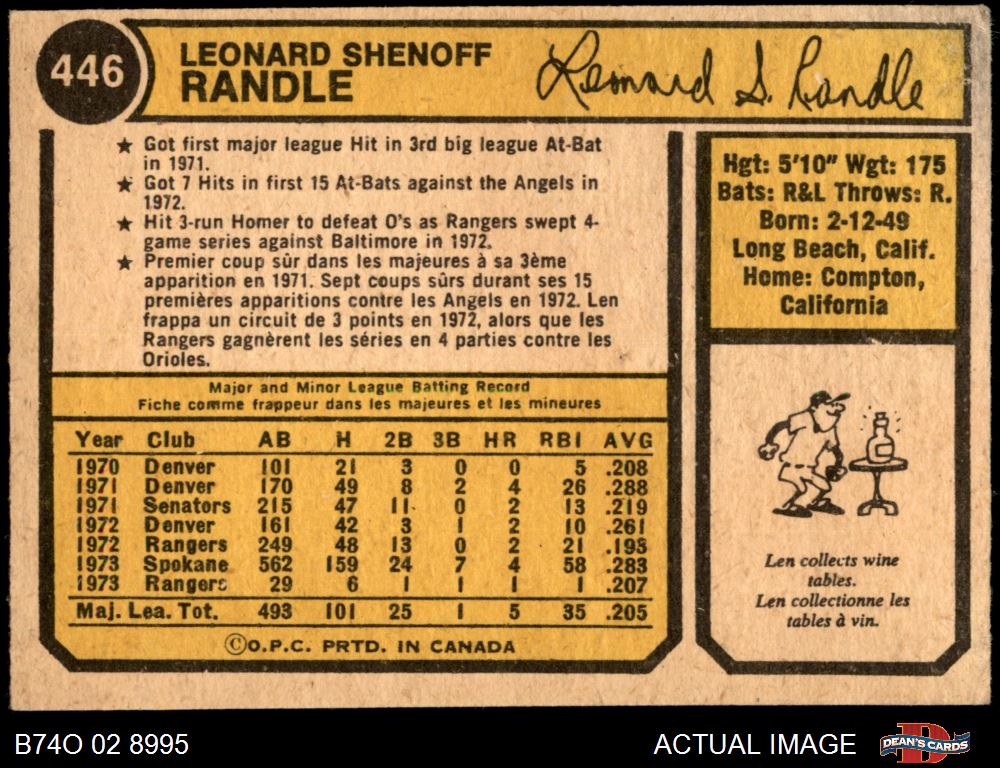 446
LEONARD SHENOFF
RANDLE
Leonard S. Randle
★ Got first major league Hit in 3rd big league At-Bat
in 1971.
★ Got 7 Hits in first 15 At-Bats against the Angels in
1972.
★ Hit 3-run Homer to defeat O's as Rangers swept 4-
game series against Baltimore in 1972.
★ Premier coup sûr dans les majeures à sa 3ème
apparition en 1971. Sept coups sûrs durant ses 15
premières apparitions contre les Angels en 1972. Len
frappa un circuit de 3 points en 1972, alors que les
Rangers gagnèrent les séries en 4 parties contre les
Orioles.
Hgt: 5'10" Wgt: 175
Bats: R&L Throws: R.
Born: 2-12-49
Long Beach, Calif.
Home: Compton,
California
Major and Minor League Batting Record
Fiche comme frappeur dans les majeures et les mineures
Year Club AB H 2B 3B HR RBI AVG
1970 Denver 101 21 3 0 0 5 .208
1971 Denver 170 49 8 2 4 26 .288
1971 Senators 215 47 11 0 2 13 .219
1972 Denver 161 42 3 1 2 10 .261
1972 Rangers 249 48 13 0 2 21 .193
1973 Spokane 562 159 24 7 4 58 .283
1973 Rangers 29 6 1 1 1 1 .207
Maj. Lea. Tot. 493 101 25 1 5 35 .205
©O.P.C. PRTD. IN CANADA
Len collects wine
tables.
Len collectionne les
tables à vin.
B74O 02 8995
ACTUAL IMAGE
DEAN'S CARDS